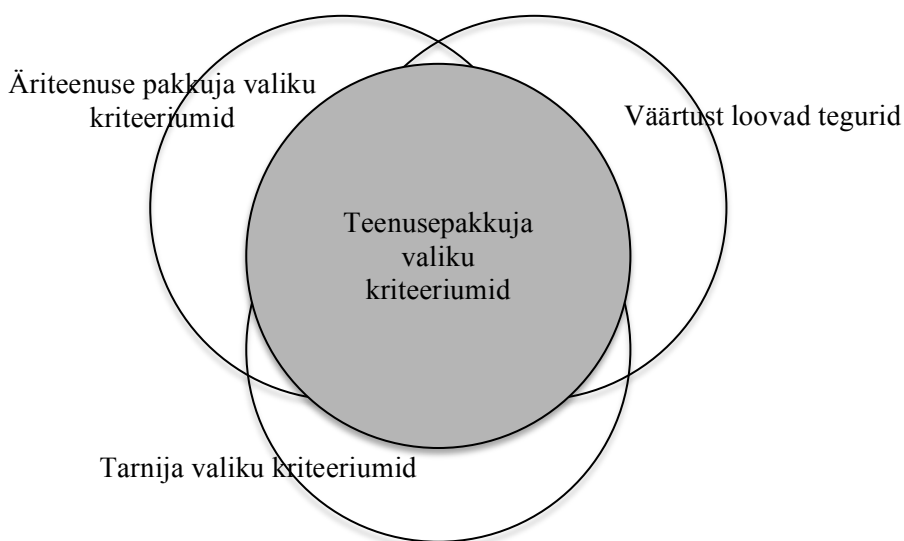 Äriteenuse pakkuja valiku
kriteeriumid
Väärtust loovad tegurid
Teenusepakkuja
valiku
kriteeriumid
Tarnija valiku kriteeriumid